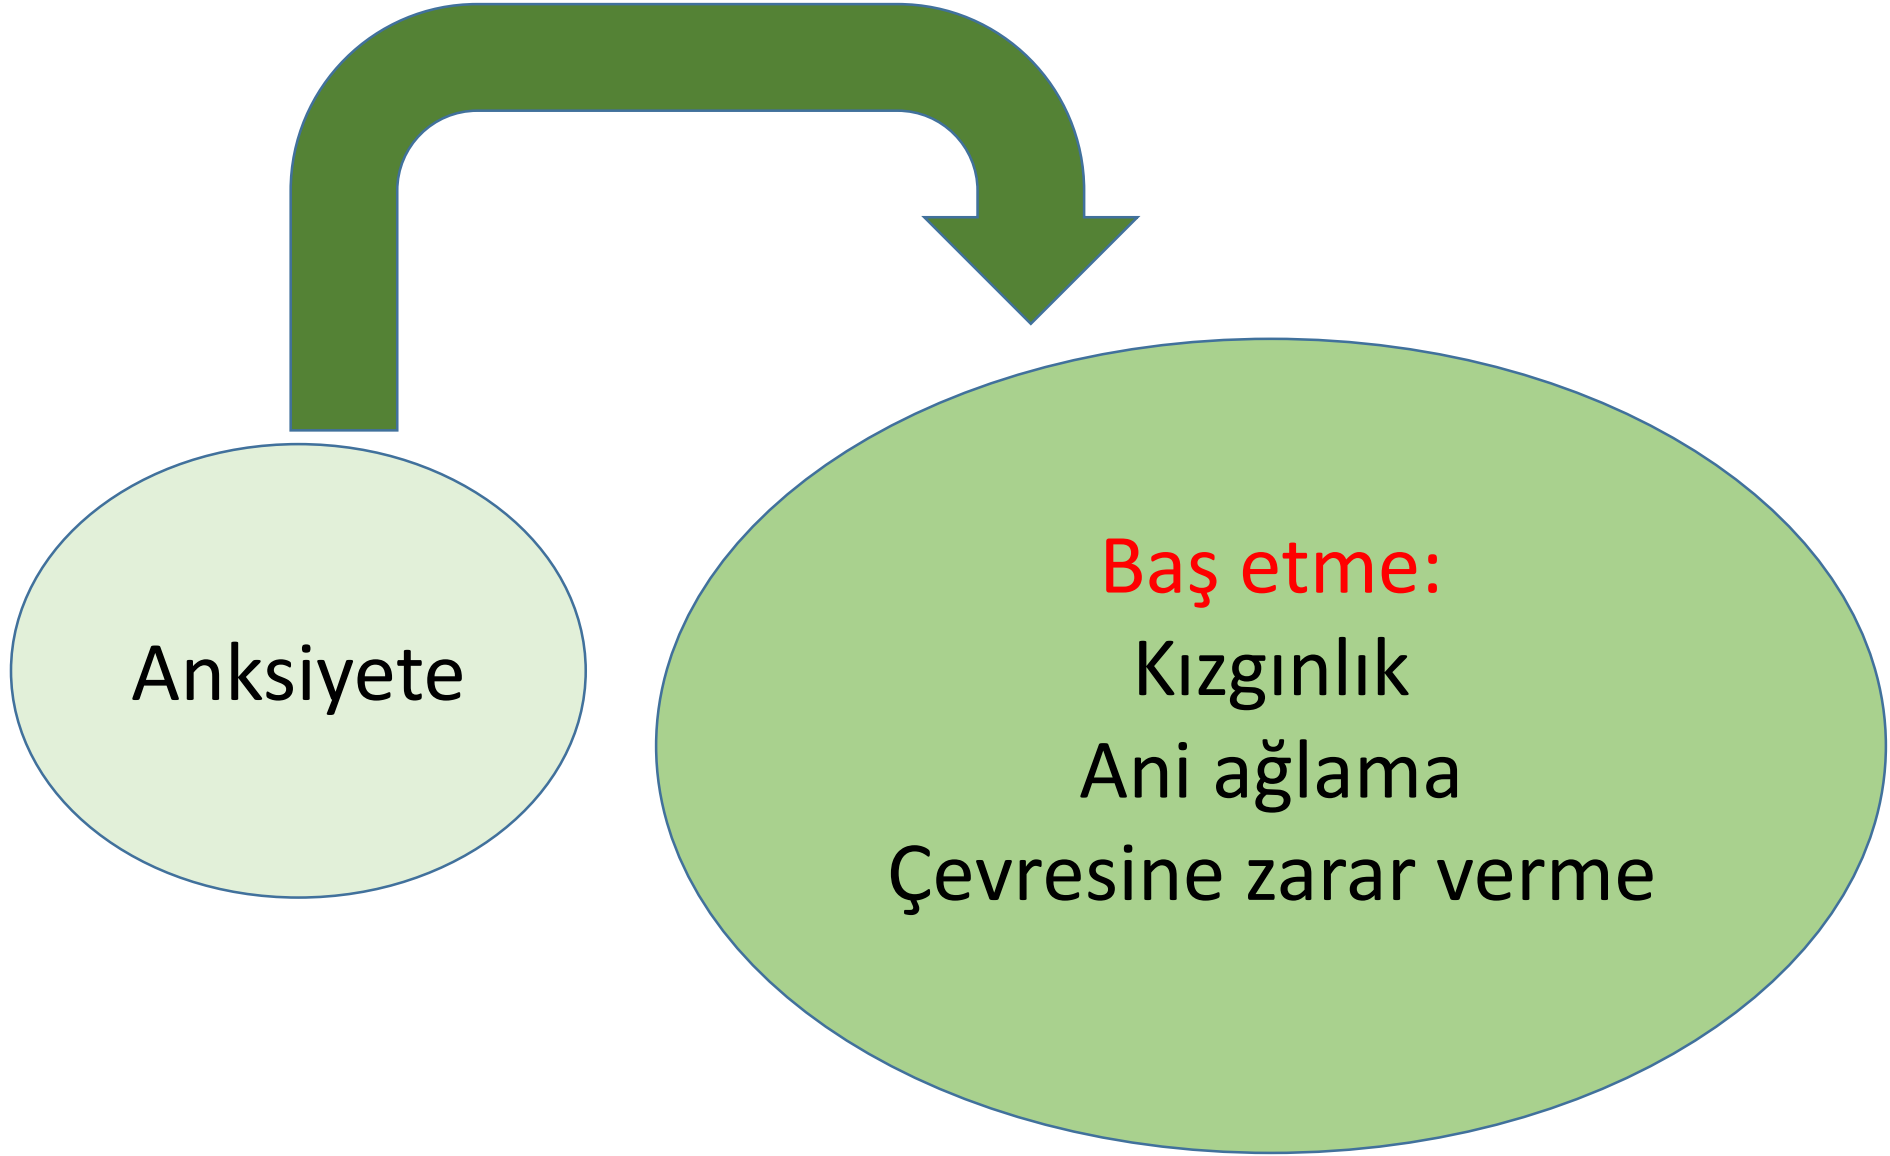 Anksiyete
Baş etme:
Kızgınlık
Ani ağlama
Çevresine zarar verme